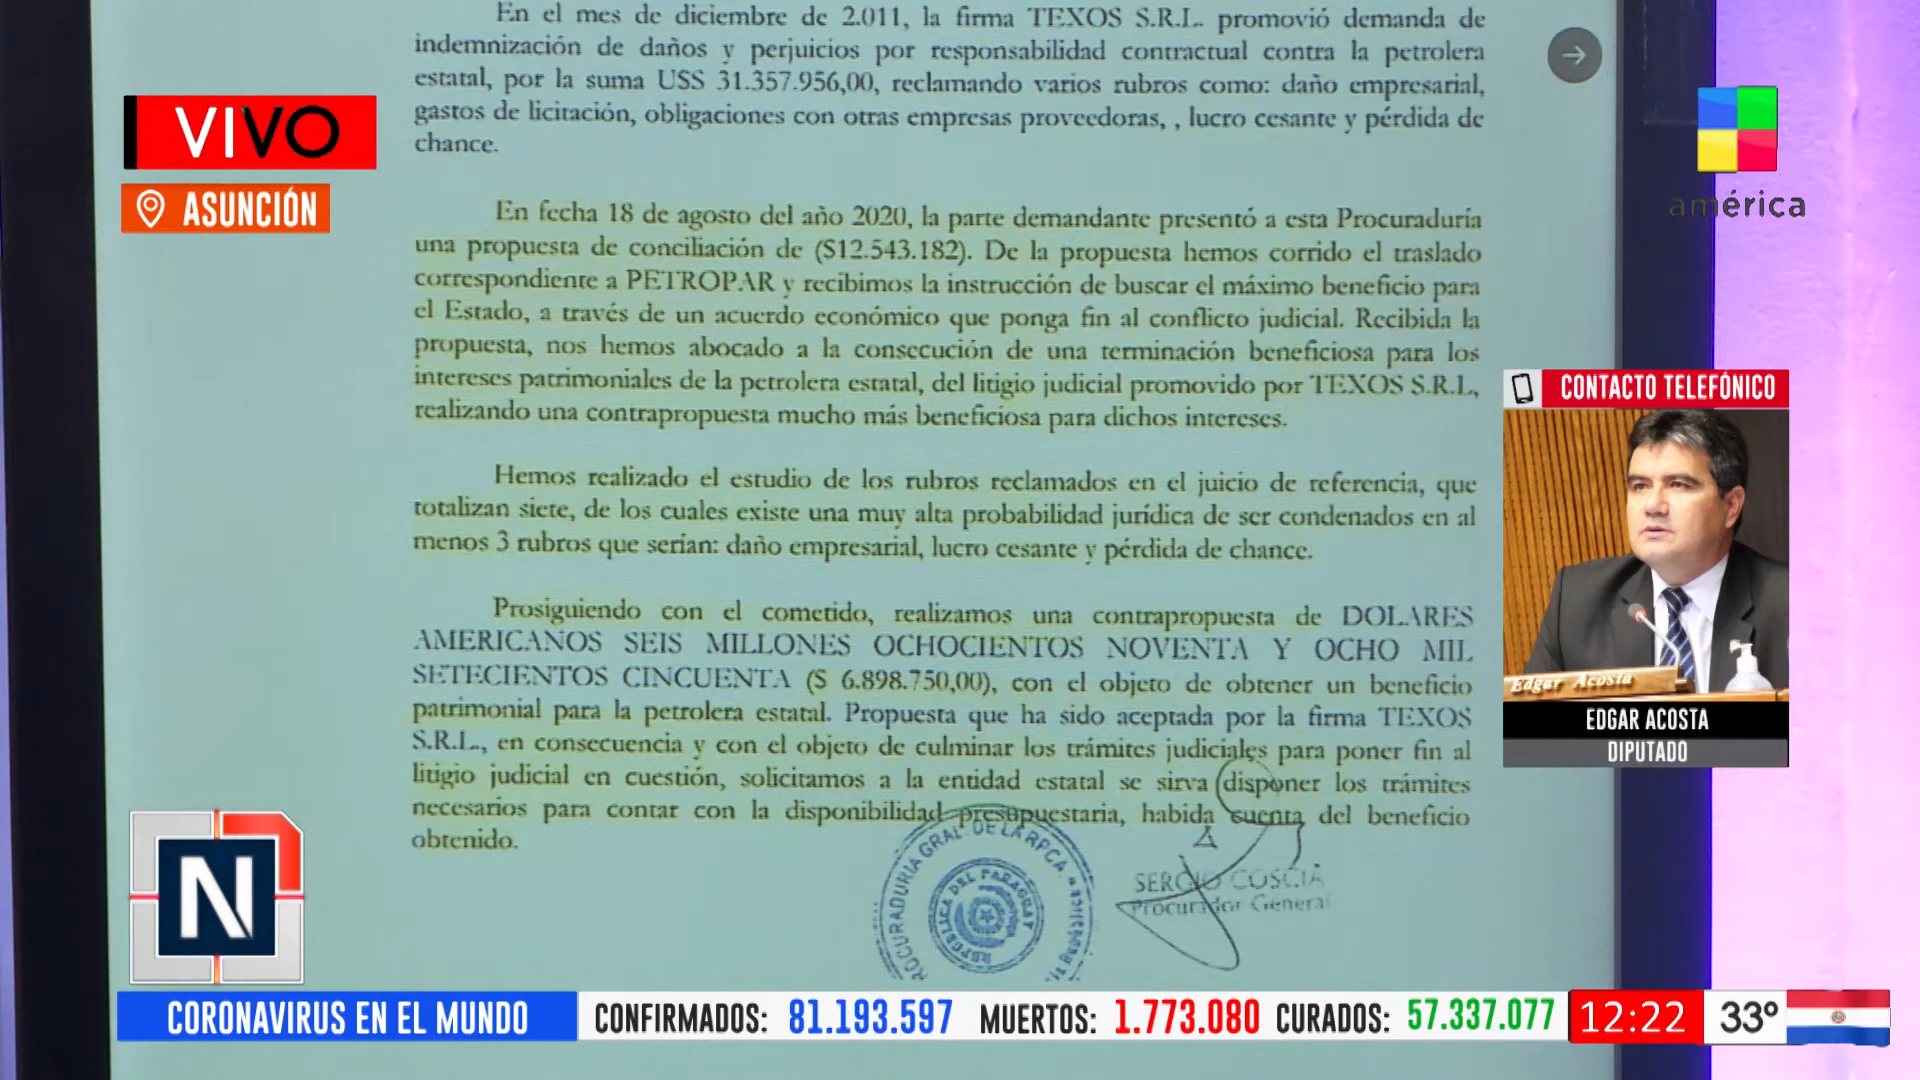 En el mes de diciembre de 2.011, la firma TEXOS S.R.L. promovió demanda de
indemnización de daños y perjuicios por responsabilidad contractual contra la petrolera
estatal, por la suma USS 31.357.956,00, reclamando varios rubros como: daño empresarial,
gastos de licitación, obligaciones con otras empresas proveedoras, , lucro cesante y pérdida de
chance.
VIVO
ASUNCIÓN
américa
En fecha 18 de agosto del año 2020, la parte demandante presentó a esta Procuraduría
una propuesta de conciliación de ($12.543.182). De la propuesta hemos corrido el traslado
correspondiente a PETROPAR y recibimos la instrucción de buscar el máximo beneficio para
el Estado, a través de un acuerdo económico que ponga fin al conflicto judicial. Recibida la
propuesta, nos hemos abocado a la consecución de una terminación beneficiosa para los
intereses patrimoniales de la petrolera estatal, del litigio judicial promovido por TEXOS S.R.L,
realizando una contrapropuesta mucho más beneficiosa para dichos intereses.
CONTACTO TELEFÓNICO
Hemos realizado el estudio de los rubros reclamados en el juicio de referencia, que
totalizan siete, de los cuales existe una muy alta probabilidad jurídica de ser condenados en al
menos 3 rubros que serían: daño empresarial, lucro cesante y pérdida de chance.
Prosiguiendo con el cometido, realizamos una contrapropuesta de DOLARES
AMERICANOS SEIS MILLONES OCHOCIENTOS NOVENTA Y OCHO MIL
SETECIENTOS CINCUENTA ($ 6.898.750,00), con el objeto de obtener un beneficio
patrimonial para la petrolera estatal. Propuesta que ha sido aceptada por la firma TEXOS
S.R.L., en consecuencia y con el objeto de culminar los trámites judiciales para poner fin al
litigio judicial en cuestión, solicitamos a la entidad estatal se sirva disponer los trámites
necesarios para contar con la disponibilidad presupuestaria, habida cuenta del beneficio
obtenido.
Edgar Acosta
EDGAR ACOSTA
DIPUTADO
PROCURADURIA GRAL. DE LA RPCA.
REPUBLICA DEL PARAGUAY
SERGIO COSCIA
Procurador General
N
CORONAVIRUS EN EL MUNDO
CONFIRMADOS: 81.193.597 MUERTOS: 1.773.080 CURADOS: 57.337.077
12:22
33º